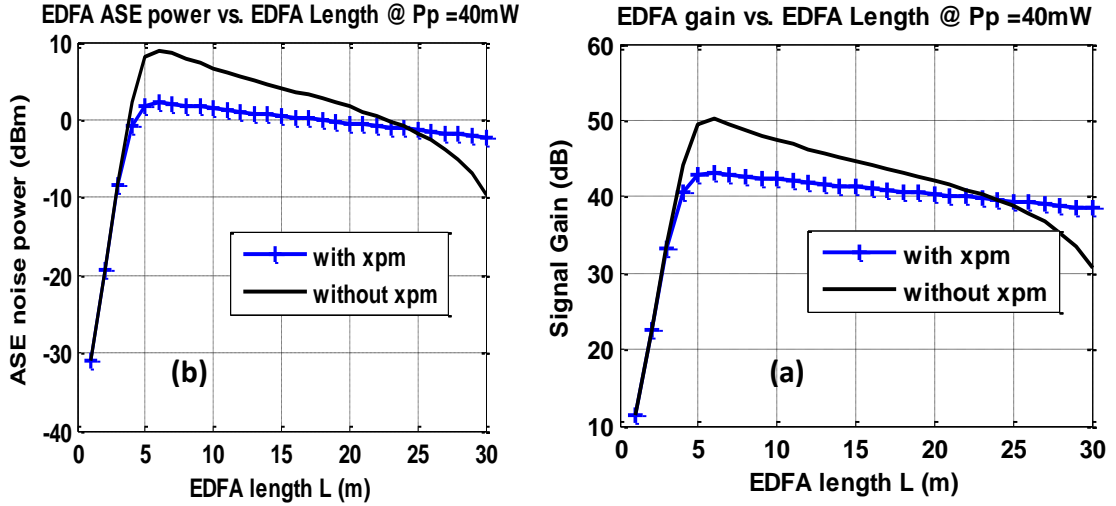 EDFA ASE power vs. EDFA Length @ Pp =40mW
10
0
-10
-20
-30
-40
ASE noise power (dBm)
with xpm
without xpm
(b)
0 5 10 15 20 25 30
EDFA length L (m)
EDFA gain vs. EDFA Length @ Pp =40mW
60
50
40
30
20
10
Signal Gain (dB)
with xpm
without xpm
(a)
0 5 10 15 20 25 30
EDFA length L (m)